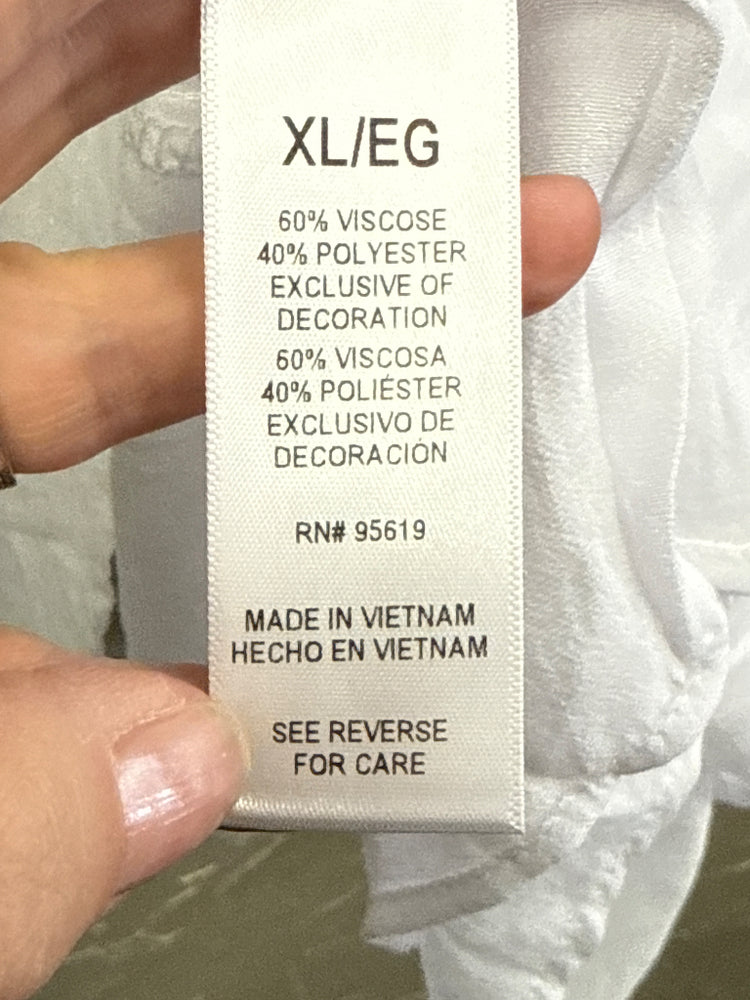 XL/EG
60% VISCOSE
40% POLYESTER
EXCLUSIVE OF
DECORATION
60% VISCOSA
40% POLIÉSTER
EXCLUSIVO DE
DECORACIÓN
RN# 95619
MADE IN VIETNAM
HECHO EN VIETNAM
SEE REVERSE
FOR CARE